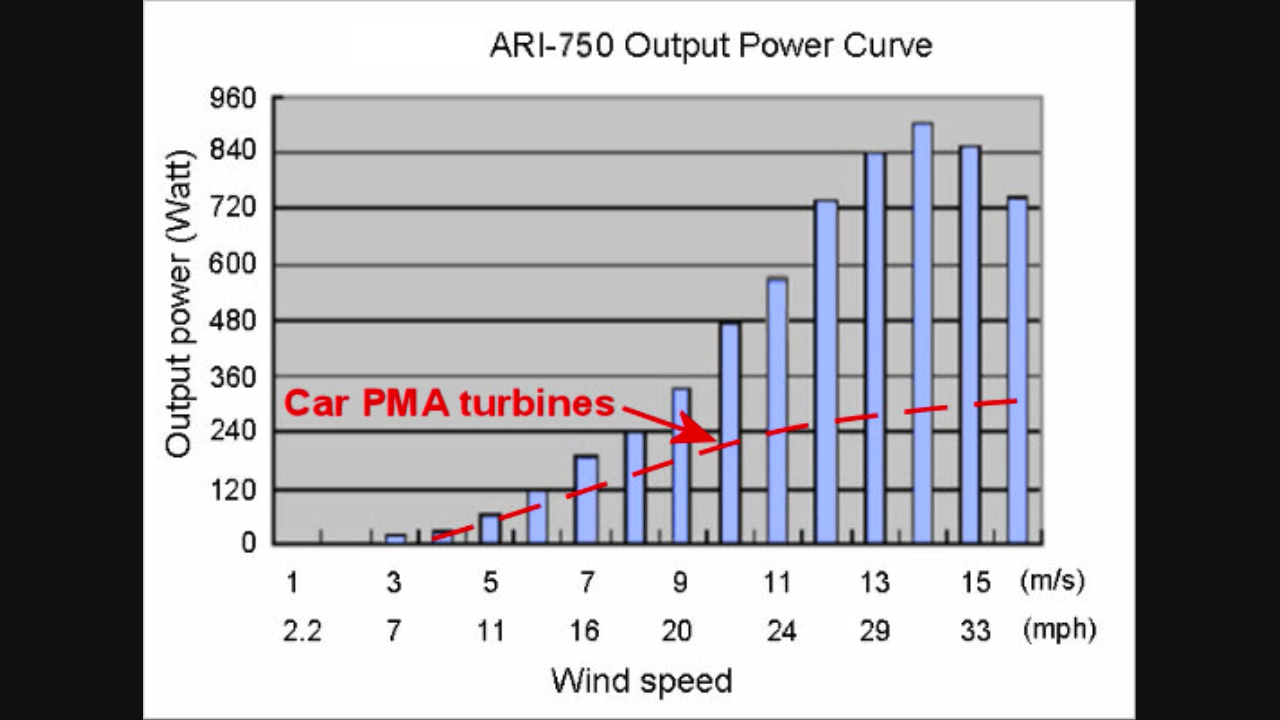 ARI-750 Output Power Curve
Output power (Watt)
960
840
720
600
480
360
240
120
0
Car PMA turbines
1 3 5 7 9 11 13 15 (m/s)
2.2 7 11 16 20 24 29 33 (mph)
Wind speed